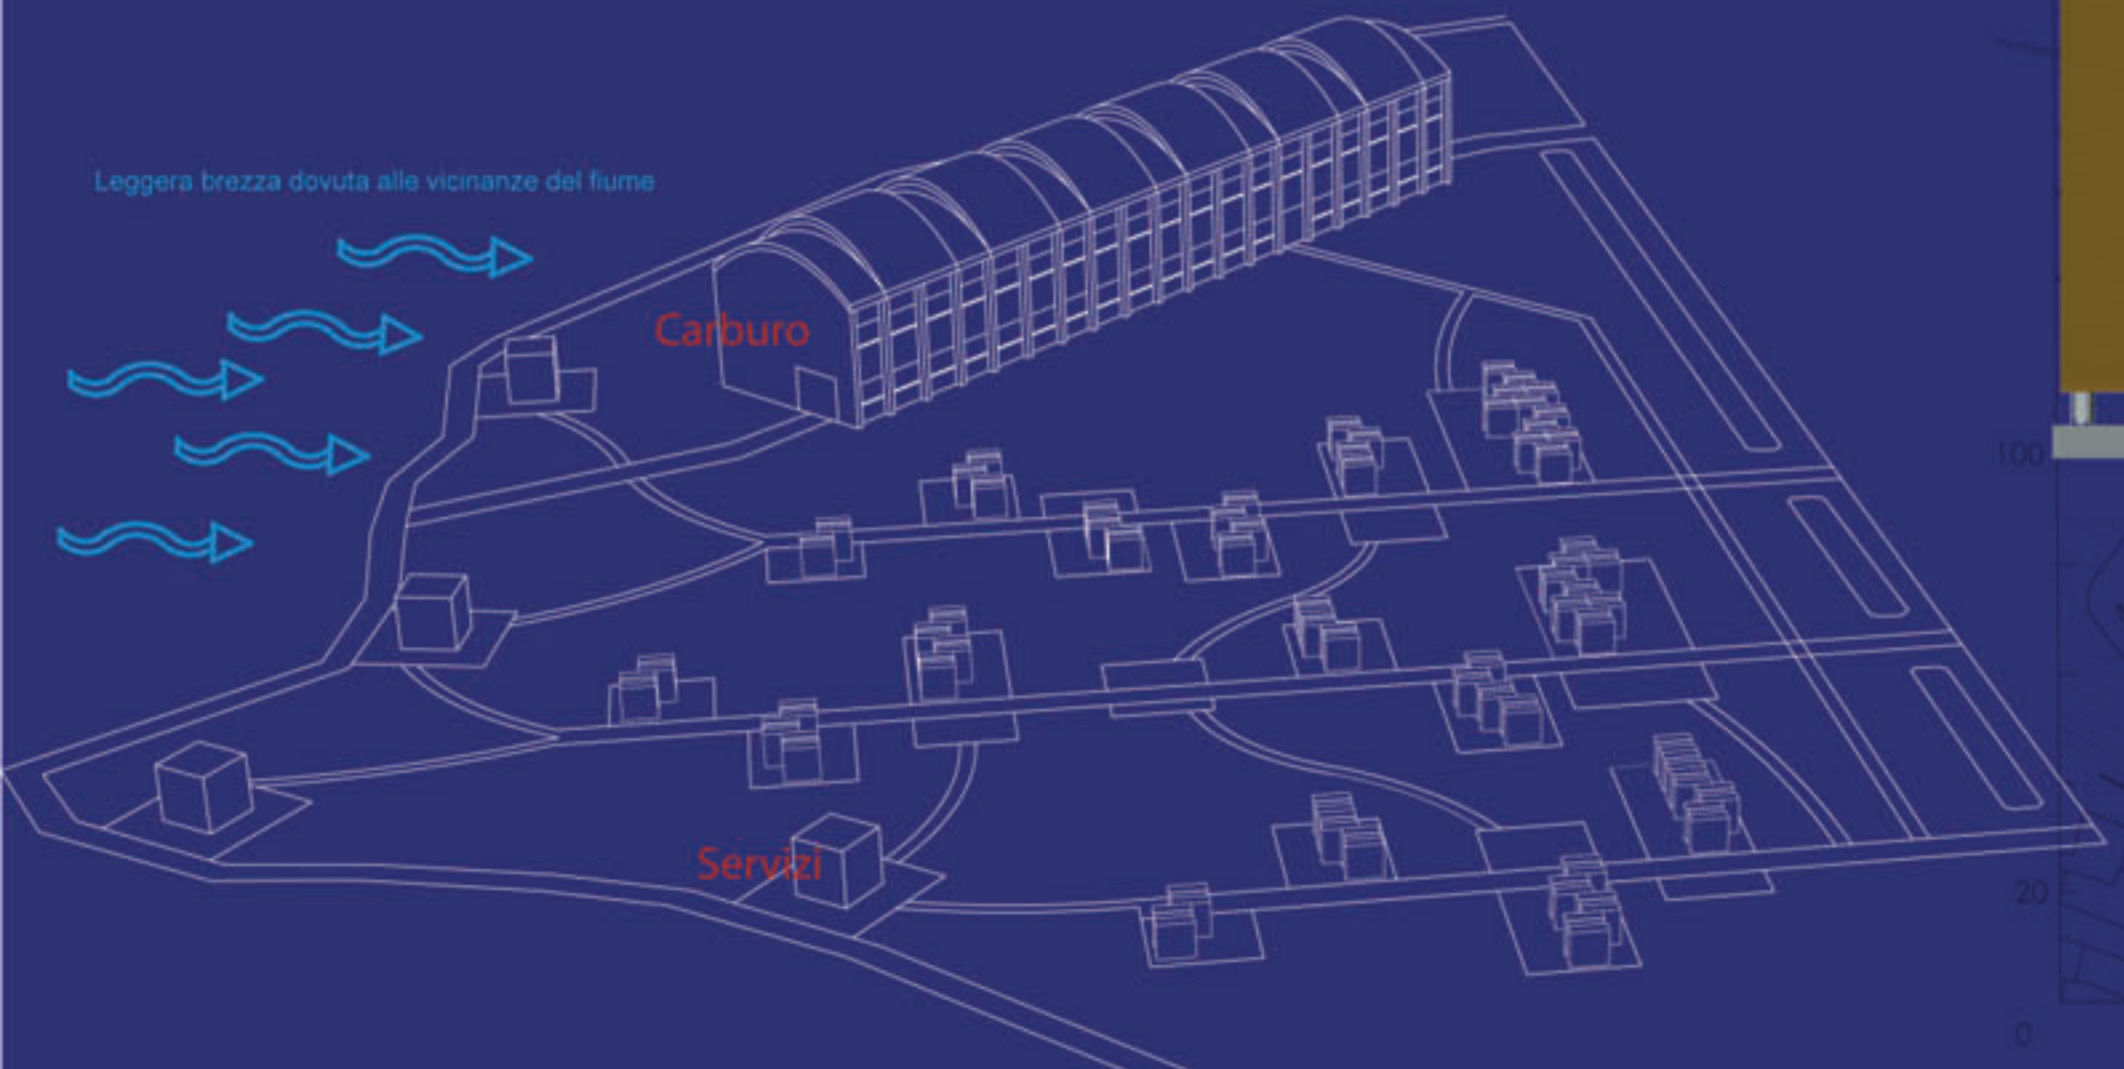 Leggera brezza dovuta alle vicinanze del fiume
Carburo
Servizi
100
20
0